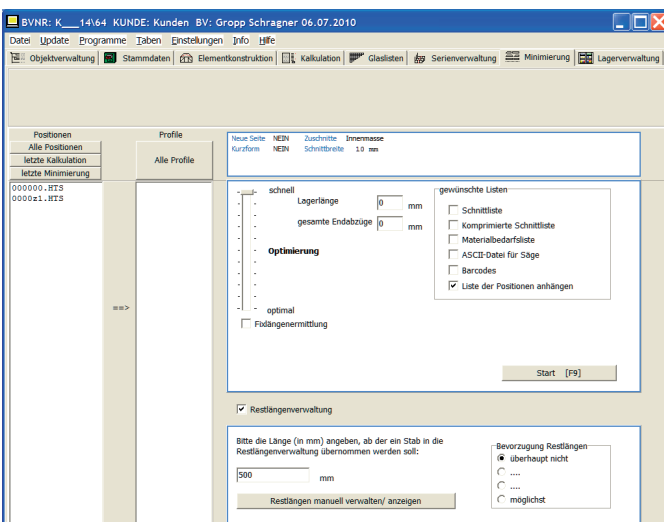 BVNR: K___14\64 KUNDE: Kunden BV: Gropp Schragner 06.07.2010
Datei Update Programme Taben Einstellungen Info Hilfe
Objektverwaltung Stammdaten Elementkonstruktion Kalkulation Glaslisten Serienverwaltung Minimierung Lagerverwaltung
Positionen Profile
Alle Positionen
letzte Kalkulation
letzte Minimierung
Alle Profile
Neue Seite NEIN Zuschnitte Innenmasse
Kurzform NEIN Schnittbreite 10 mm
000000.HTS
0000z1.HTS
==>
schnell
Lagerlänge 0 mm
gesamte Endabzüge 0 mm
Optimierung
optimal
Fixlängenermittlung
gewünschte Listen
Schnittliste
Komprimierte Schnittliste
Materialbedarfsliste
ASCII-Datei für Säge
Barcodes
Liste der Positionen anhängen
Start [F9]
Restlängenverwaltung
Bitte die Länge (in mm) angeben, ab der ein Stab in die
Restlängenverwaltung übernommen werden soll:
500 mm
Restlängen manuell verwalten/ anzeigen
Bevorzugung Restlängen
überhaupt nicht
....
....
möglichst